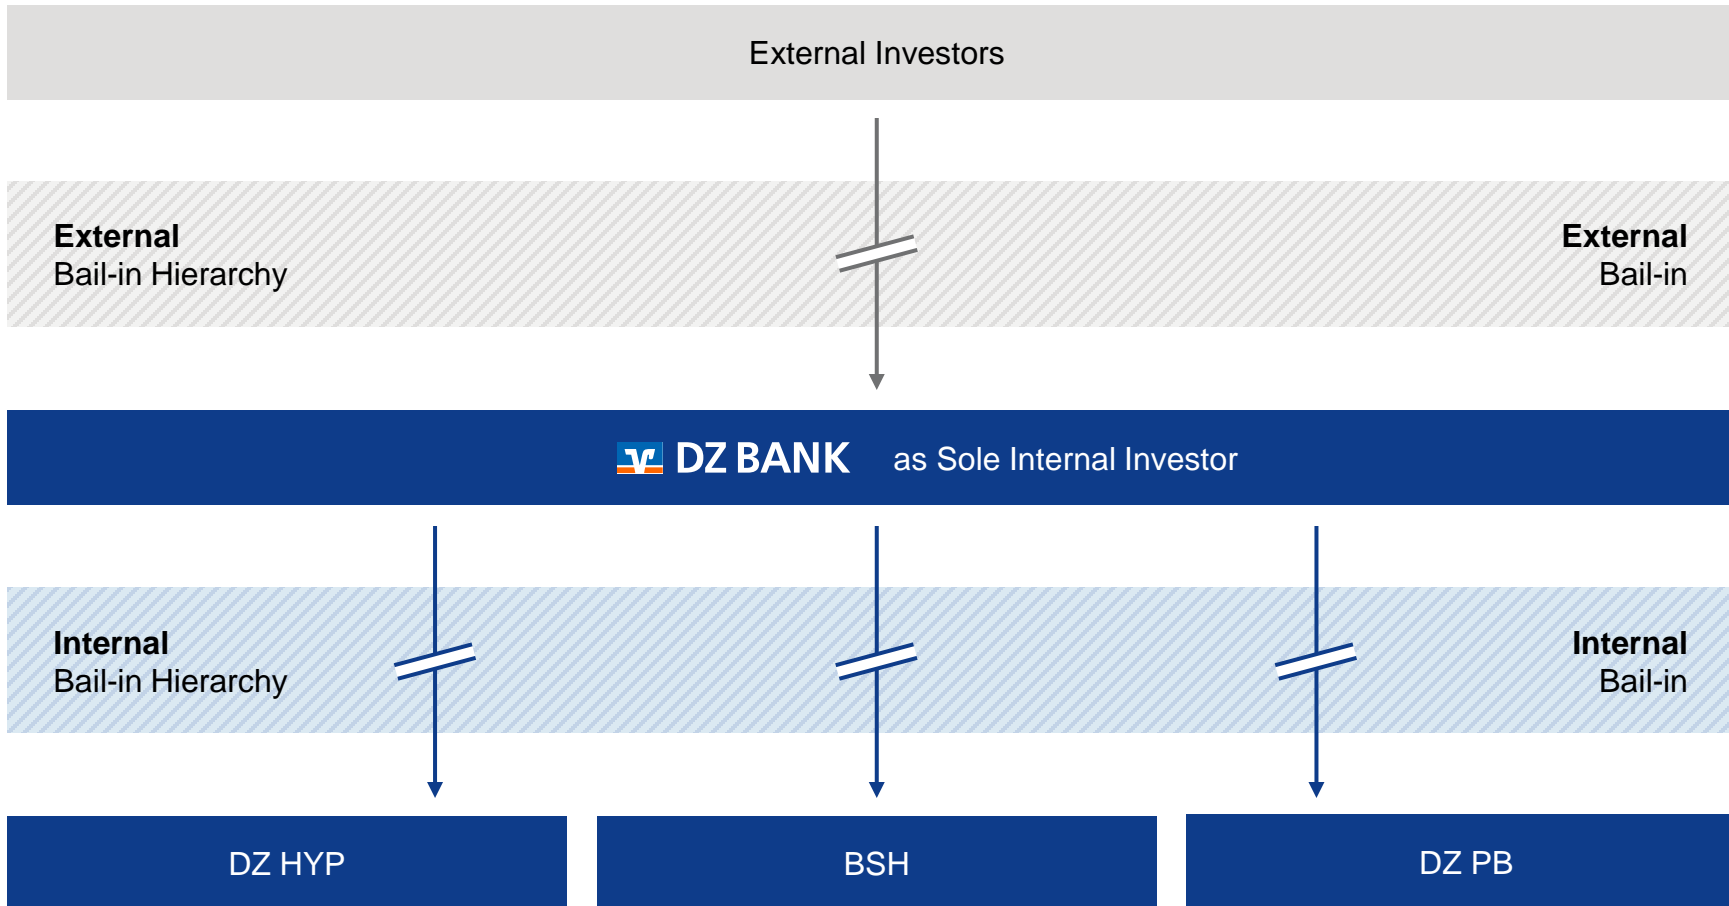 External Investors
External
Bail-in Hierarchy
External
Bail-in
DZ BANK as Sole Internal Investor
Internal
Bail-in Hierarchy
Internal
Bail-in
DZ HYP
BSH
DZ PB